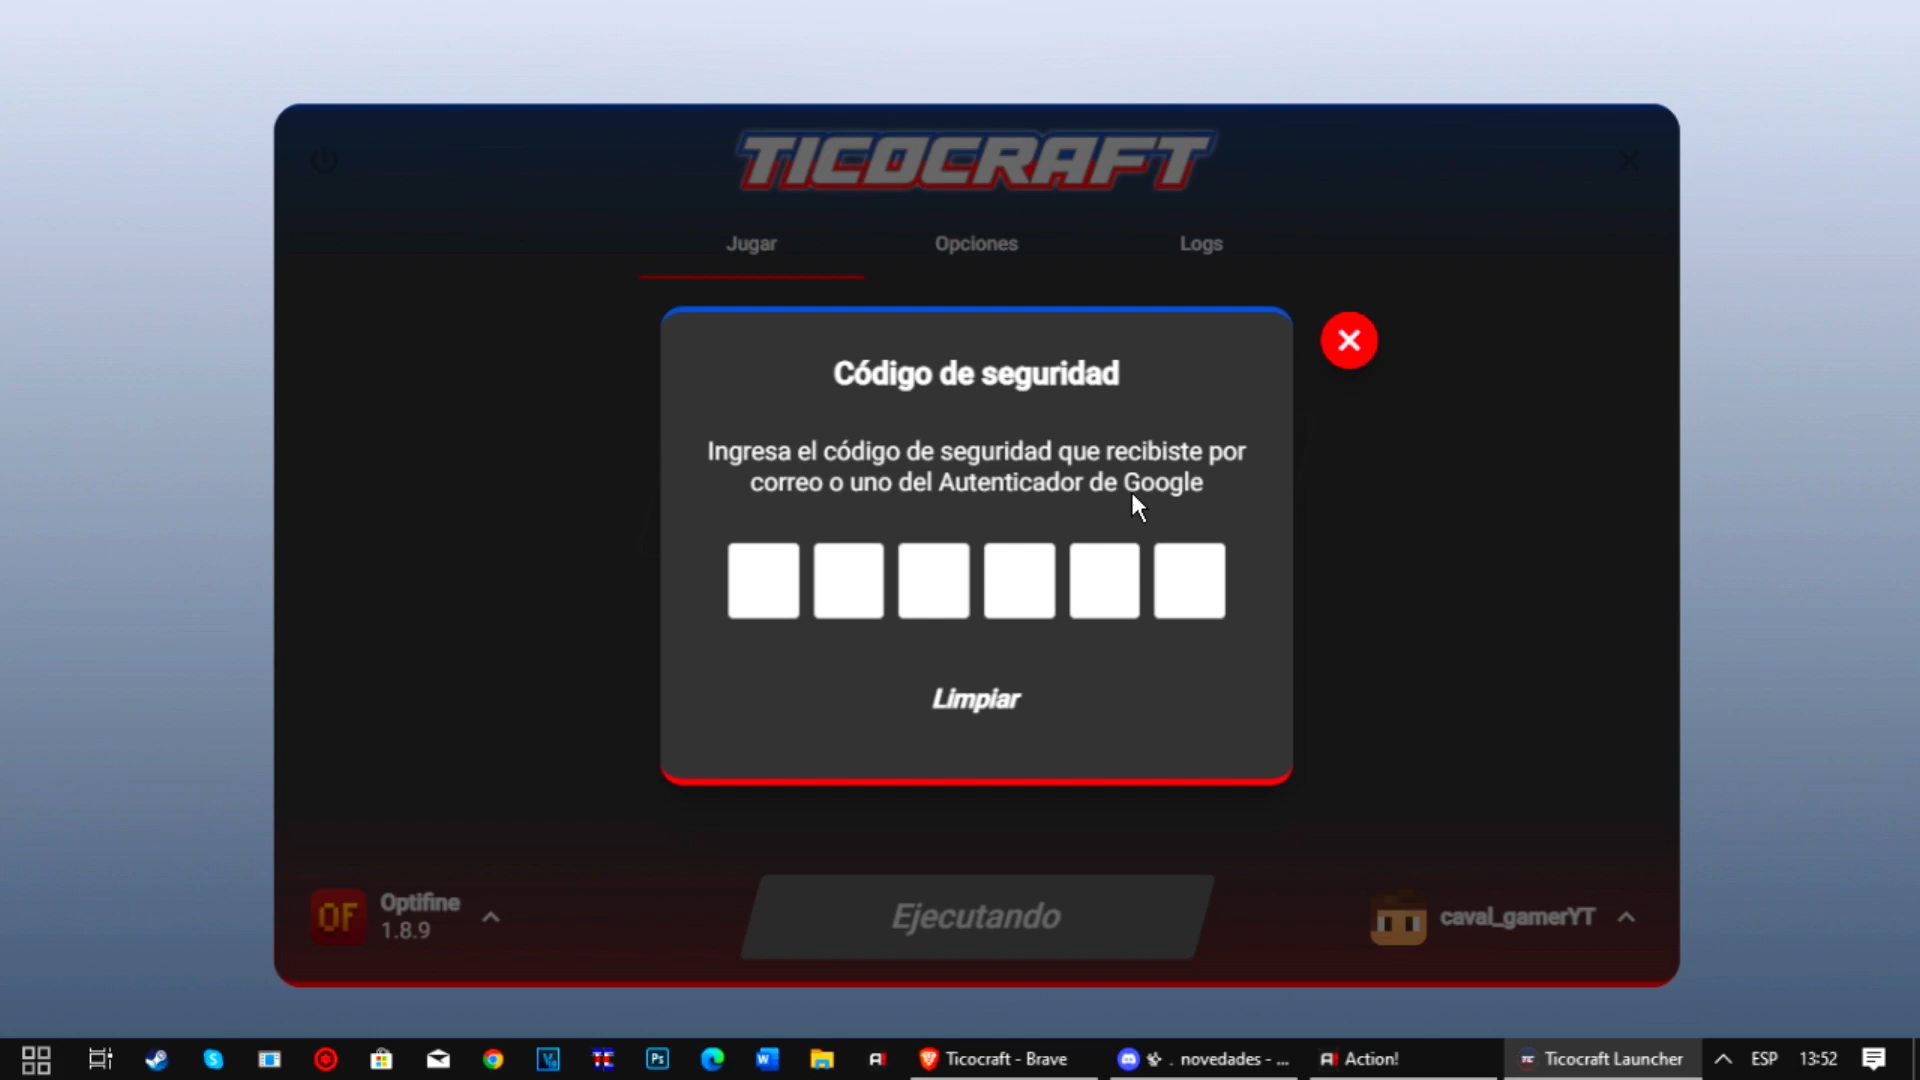 TICOCRAFT
Jugar
Opciones
Logs
Código de seguridad
Ingresa el código de seguridad que recibiste por
correo o uno del Autenticador de Google
Limpiar
OF
Optifine
1.8.9
Ejecutando
caval_gamerYT
Ps
Ticocraft - Brave
. novedades - ...
Action!
Ticocraft Launcher
ESP
13:52